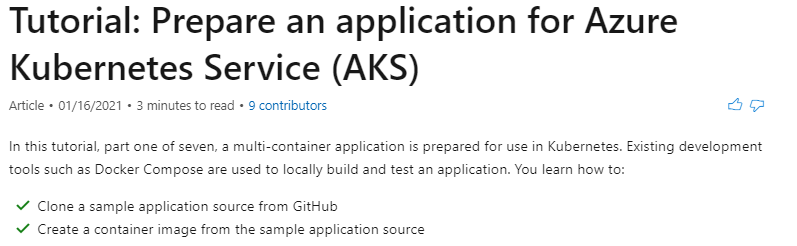 Tutorial: Prepare an application for Azure
Kubernetes Service (AKS)
Article • 01/16/2021 • 3 minutes to read • 9 contributors
In this tutorial, part one of seven, a multi-container application is prepared for use in Kubernetes. Existing development
tools such as Docker Compose are used to locally build and test an application. You learn how to:
Clone a sample application source from GitHub
Create a container image from the sample application source